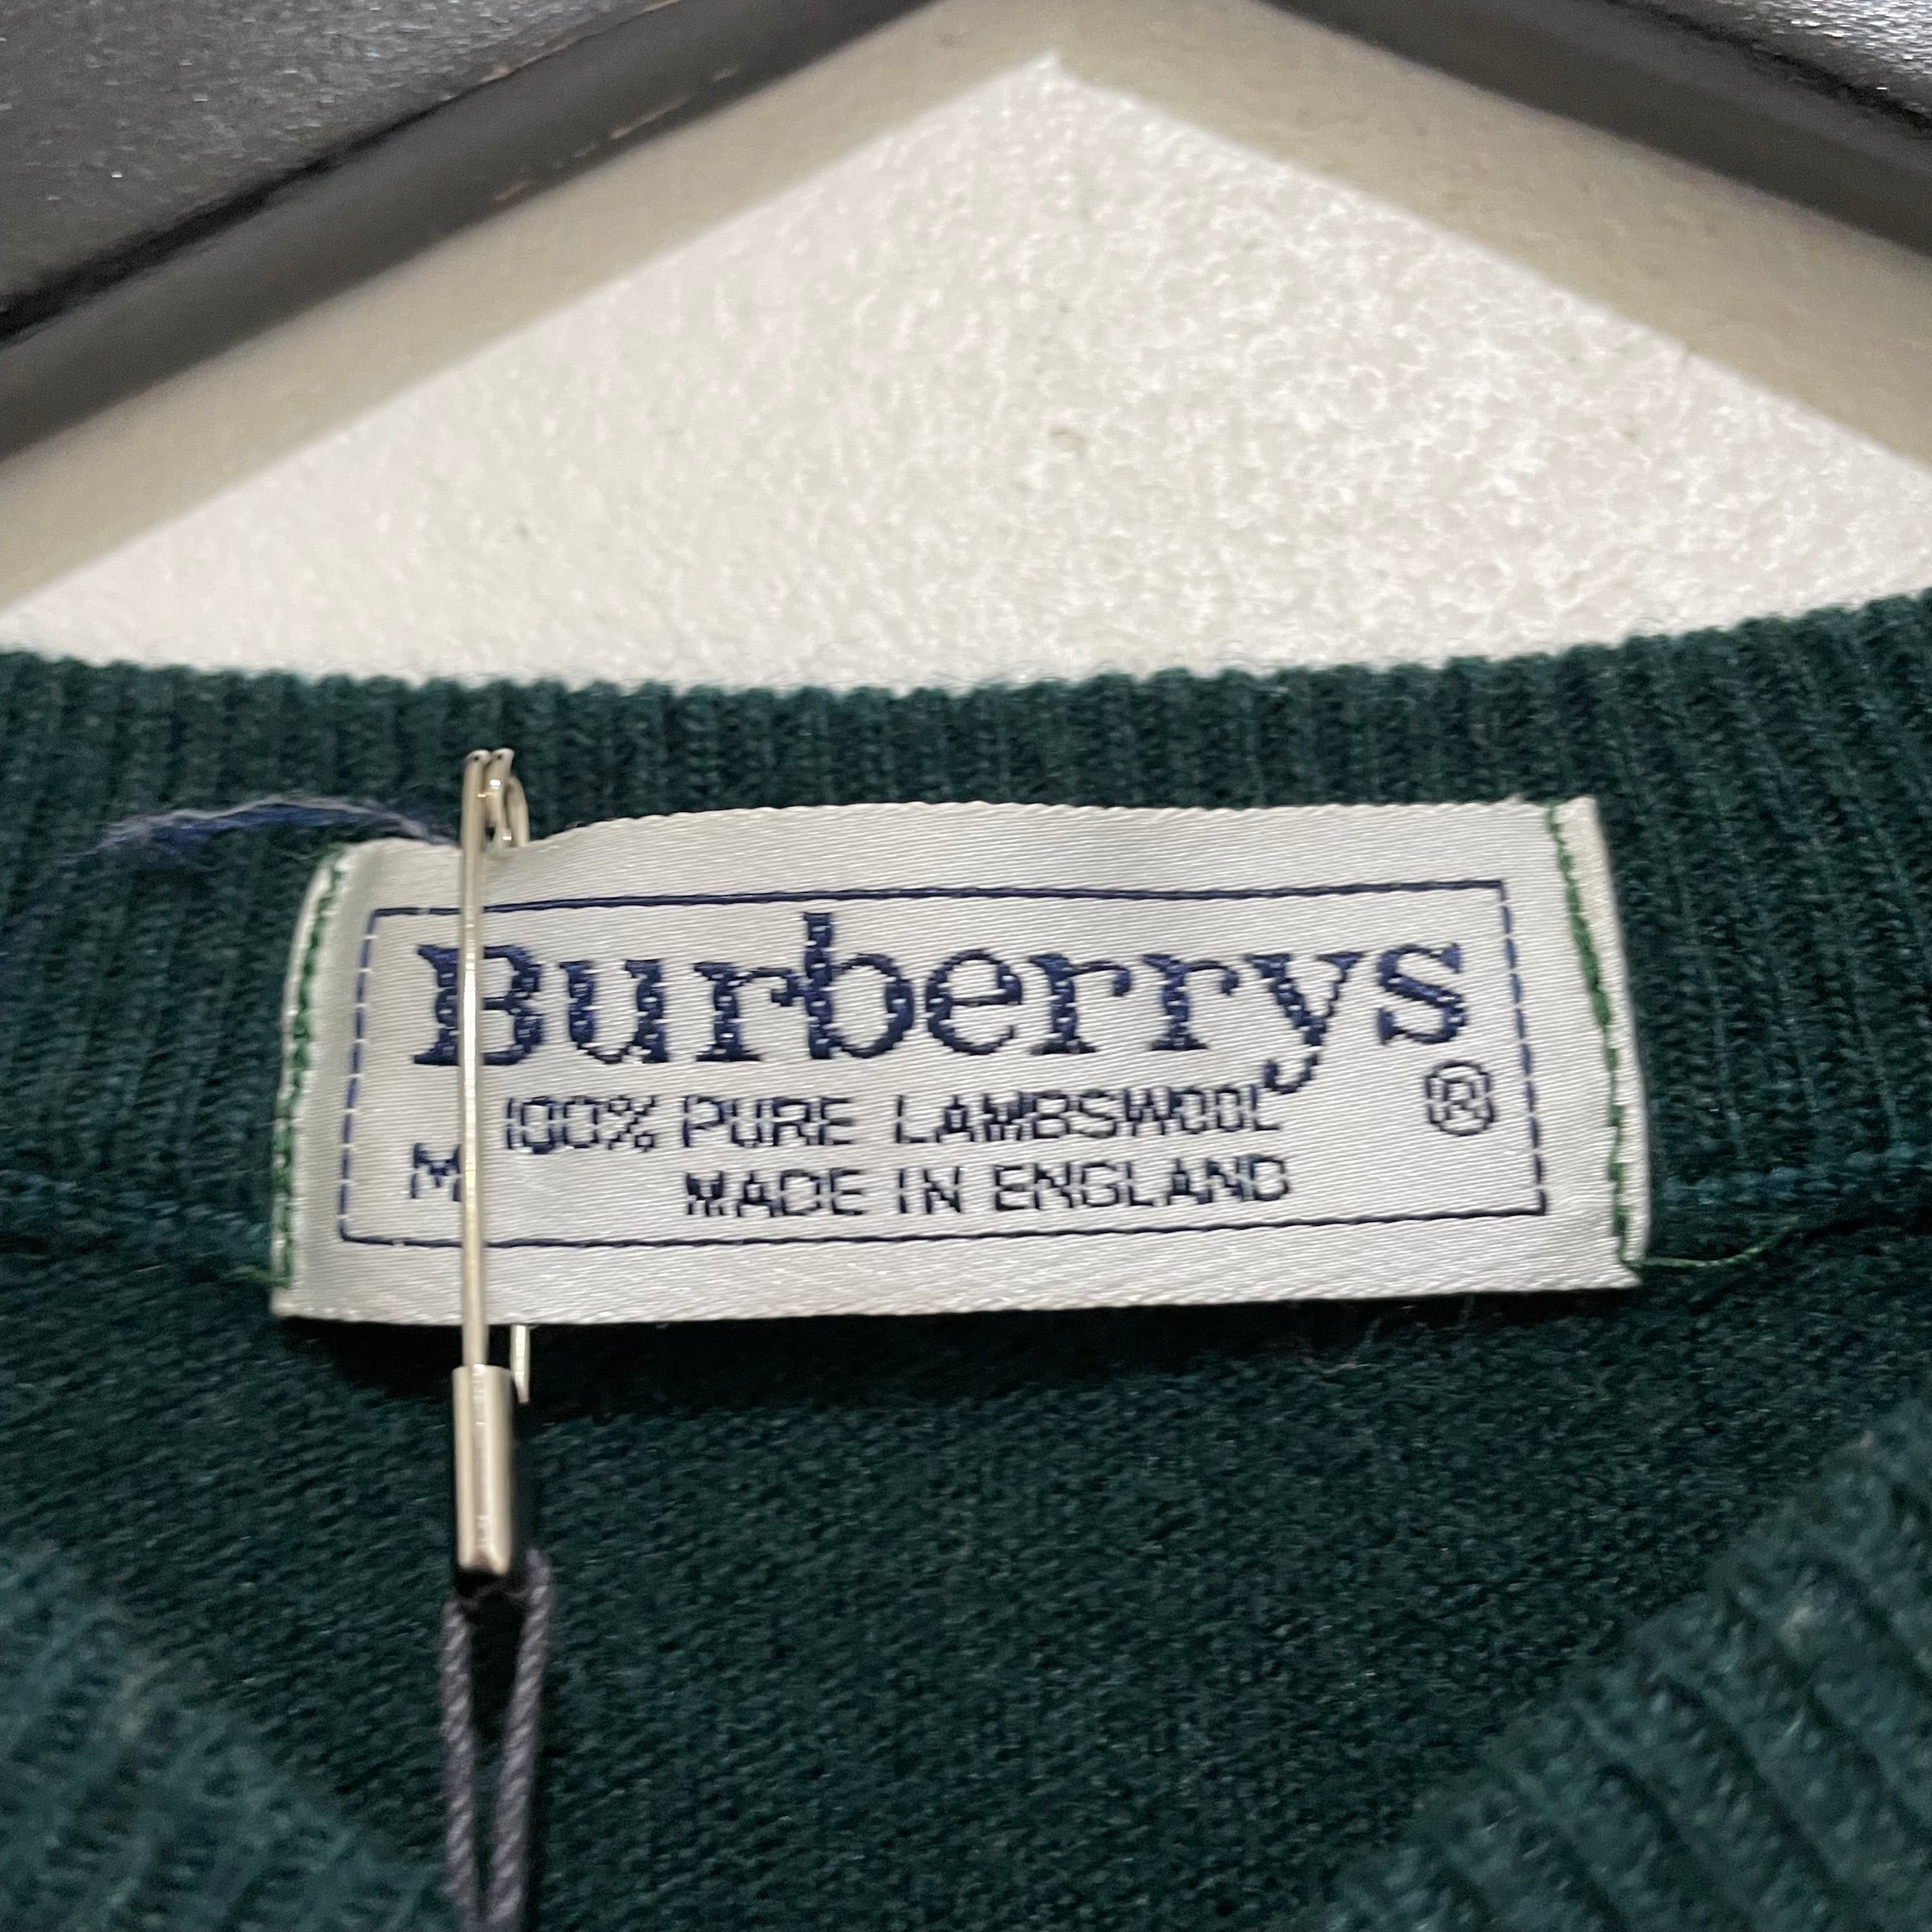 Burberrys
100% PURE LAMBSWOOL ®
M MADE IN ENGLAND